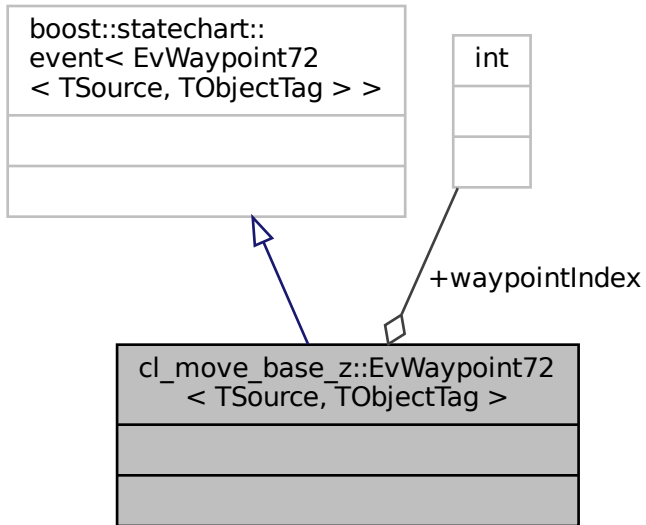 boost::statechart::
event< EvWaypoint72
< TSource, TObjectTag > >
int
+waypointIndex
cl_move_base_z::EvWaypoint72
< TSource, TObjectTag >